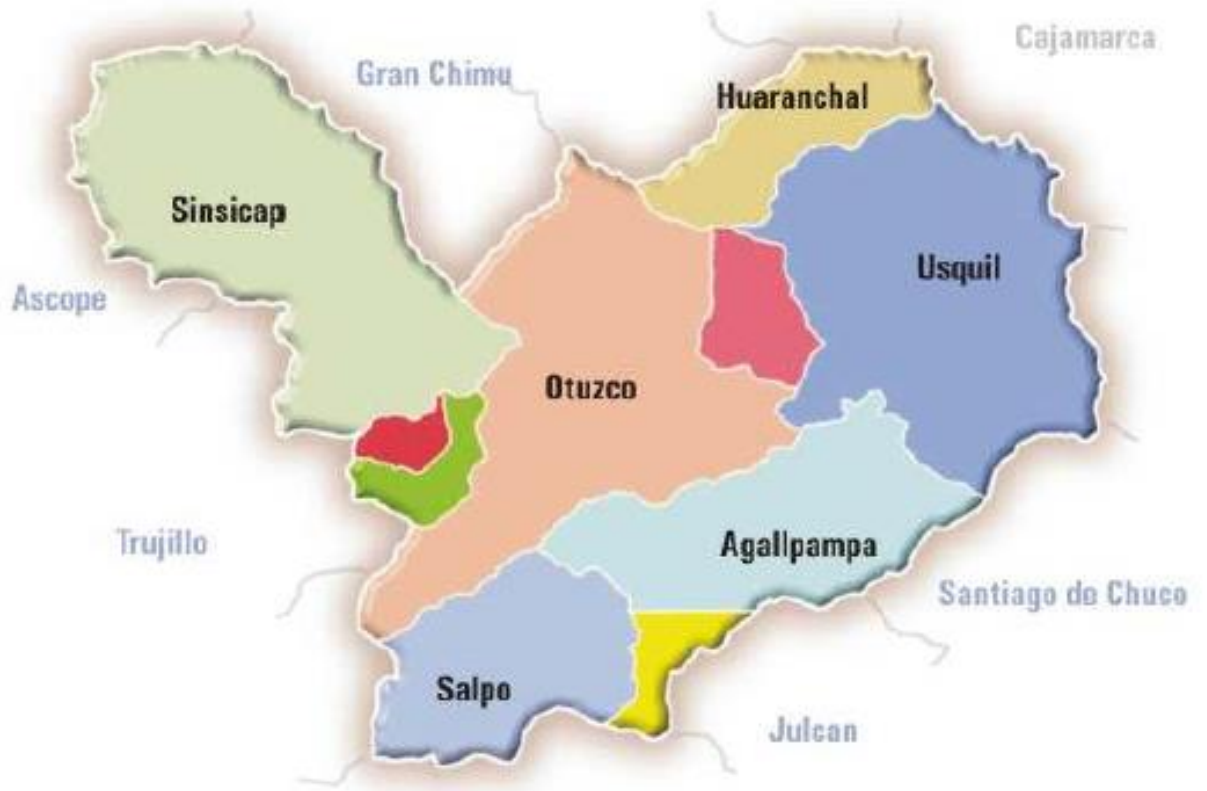 Cajamarca
Gran Chimu
Huaranchal
Sinsicap
Usquil
Ascope
Otuzco
Trujillo
Agallpampa
Santiago de Chuco
Salpo
Julcan